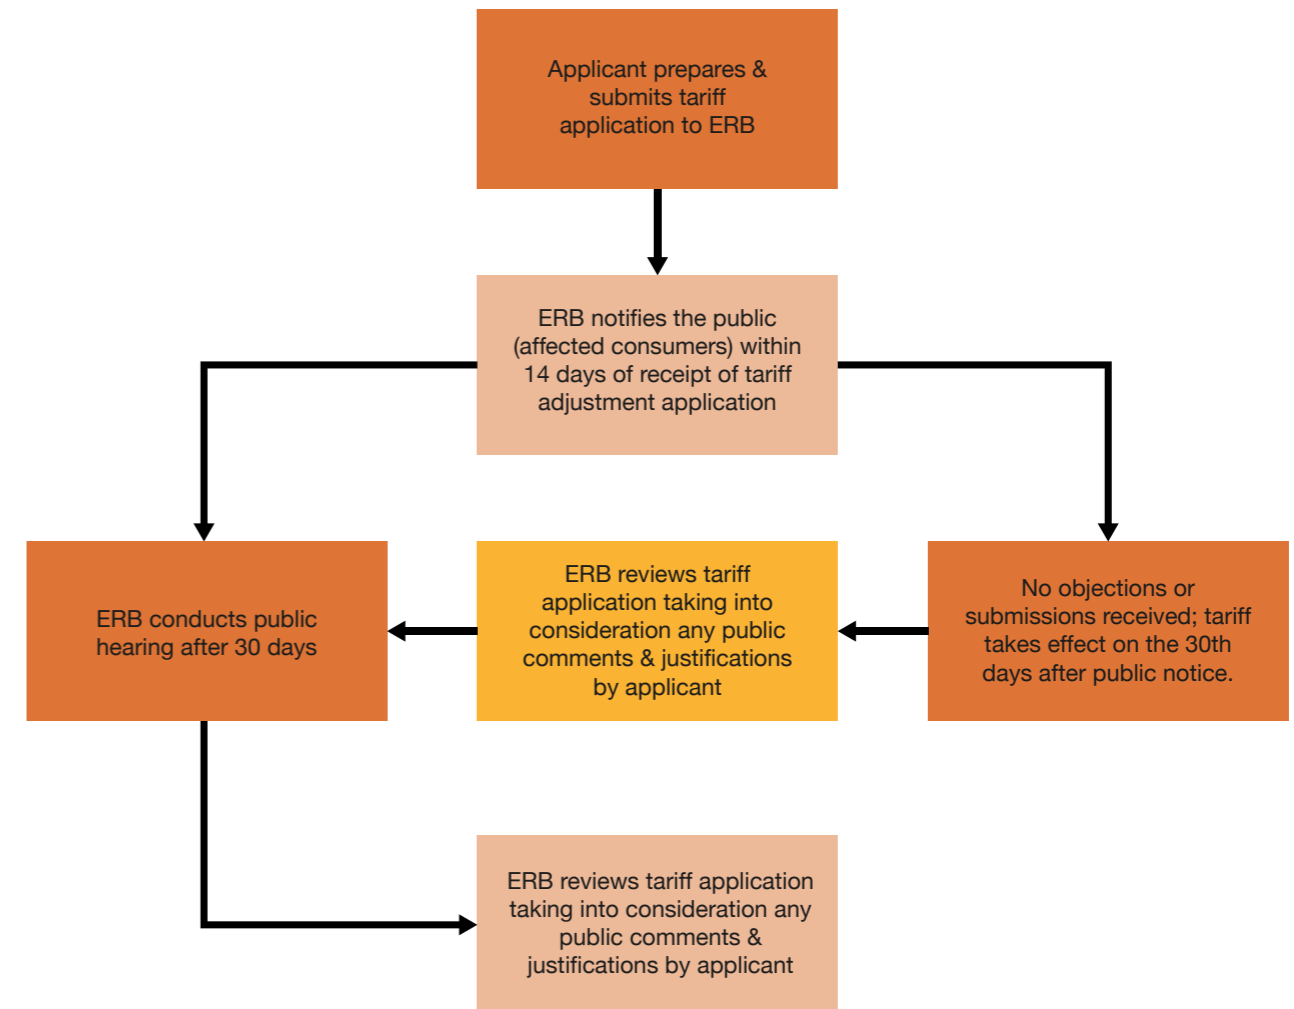 Applicant prepares &
submits tariff
application to ERB
ERB notifies the public
(affected consumers) within
14 days of receipt of tariff
adjustment application
ERB conducts public
hearing after 30 days
ERB reviews tariff
application taking into
consideration any public
comments & justifications
by applicant
No objections or
submissions received; tariff
takes effect on the 30th
days after public notice.
ERB reviews tariff application
taking into consideration any
public comments &
justifications by applicant